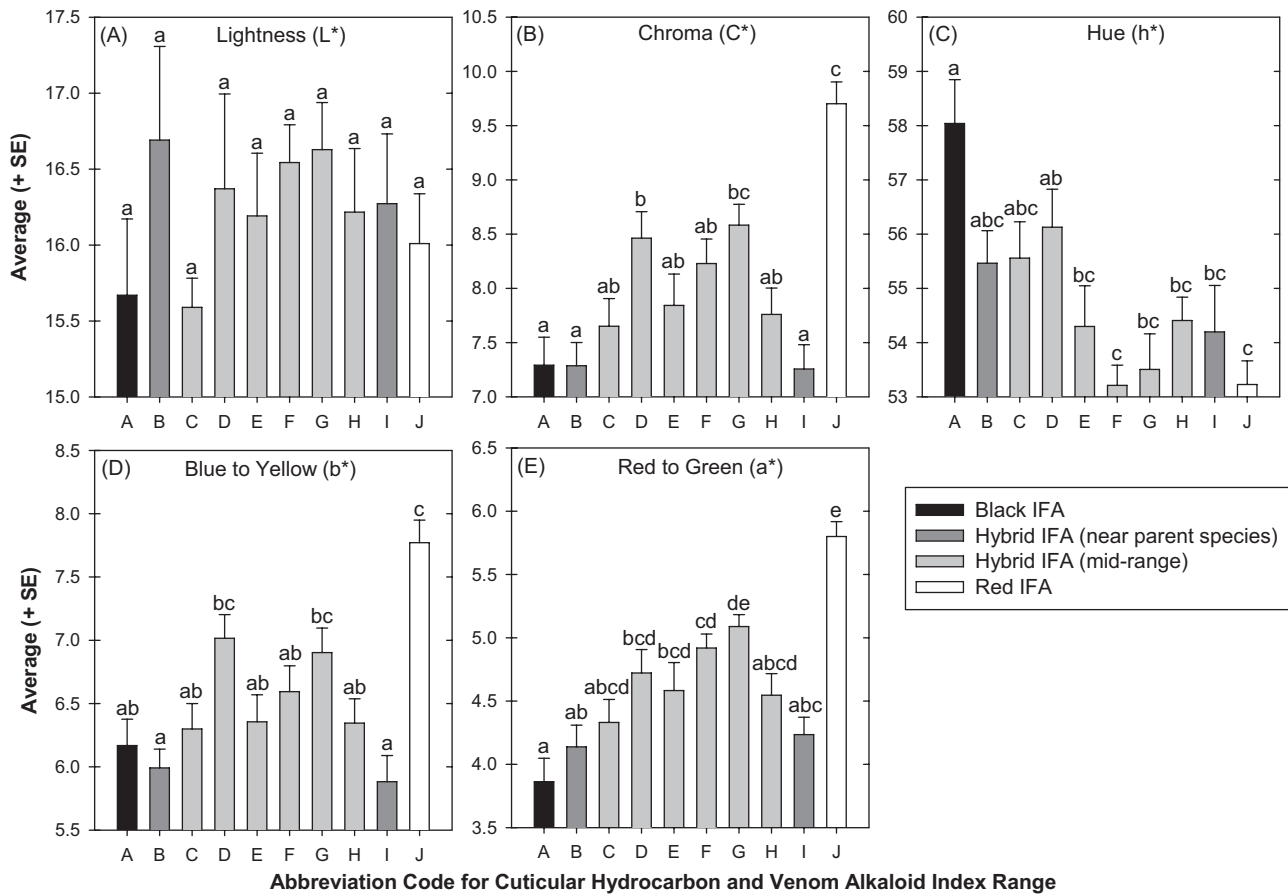 (A) Lightness (L*)
17.5
17.0
16.5
16.0
15.5
15.0
Average (+ SE)
a a a a a a a a a a
A B C D E F G H I J
(B) Chroma (C*)
10.5
10.0
9.5
9.0
8.5
8.0
7.5
7.0
a a ab b ab ab bc ab a c
A B C D E F G H I J
(C) Hue (h*)
60
59
58
57
56
55
54
53
a abc abc ab bc c bc bc bc c
A B C D E F G H I J
(D) Blue to Yellow (b*)
8.5
8.0
7.5
7.0
6.5
6.0
5.5
Average (+ SE)
ab a ab bc ab ab bc ab a c
A B C D E F G H I J
(E) Red to Green (a*)
6.5
6.0
5.5
5.0
4.5
4.0
3.5
a ab abcd bcd bcd cd de abcd abc e
A B C D E F G H I J
Black IFA
Hybrid IFA (near parent species)
Hybrid IFA (mid-range)
Red IFA
Abbreviation Code for Cuticular Hydrocarbon and Venom Alkaloid Index Range